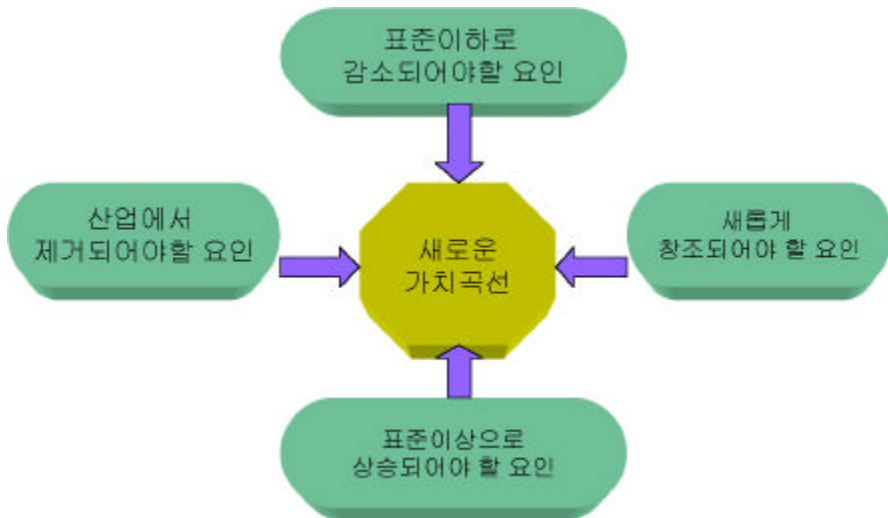 표준이하로
감소되어야할 요인
산업에서
제거되어야할 요인
새로운
가치곡선
새롭게
창조되어야 할 요인
표준이상으로
상승되어야 할 요인